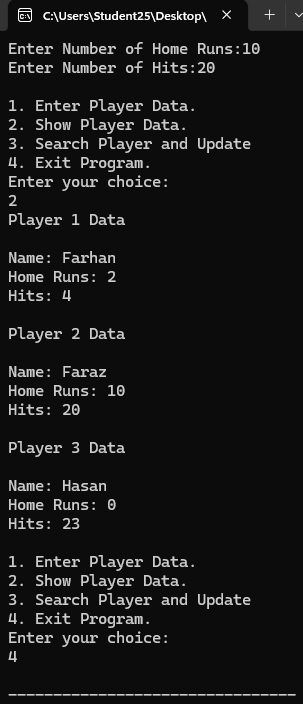 C:\Users\Student25\Desktop\
Enter Number of Home Runs:10
Enter Number of Hits:20
1. Enter Player Data.
2. Show Player Data.
3. Search Player and Update
4. Exit Program.
Enter your choice:
2
Player 1 Data
Name: Farhan
Home Runs: 2
Hits: 4
Player 2 Data
Name: Faraz
Home Runs: 10
Hits: 20
Player 3 Data
Name: Hasan
Home Runs: 0
Hits: 23
1. Enter Player Data.
2. Show Player Data.
3. Search Player and Update
4. Exit Program.
Enter your choice:
4
--------------------------------